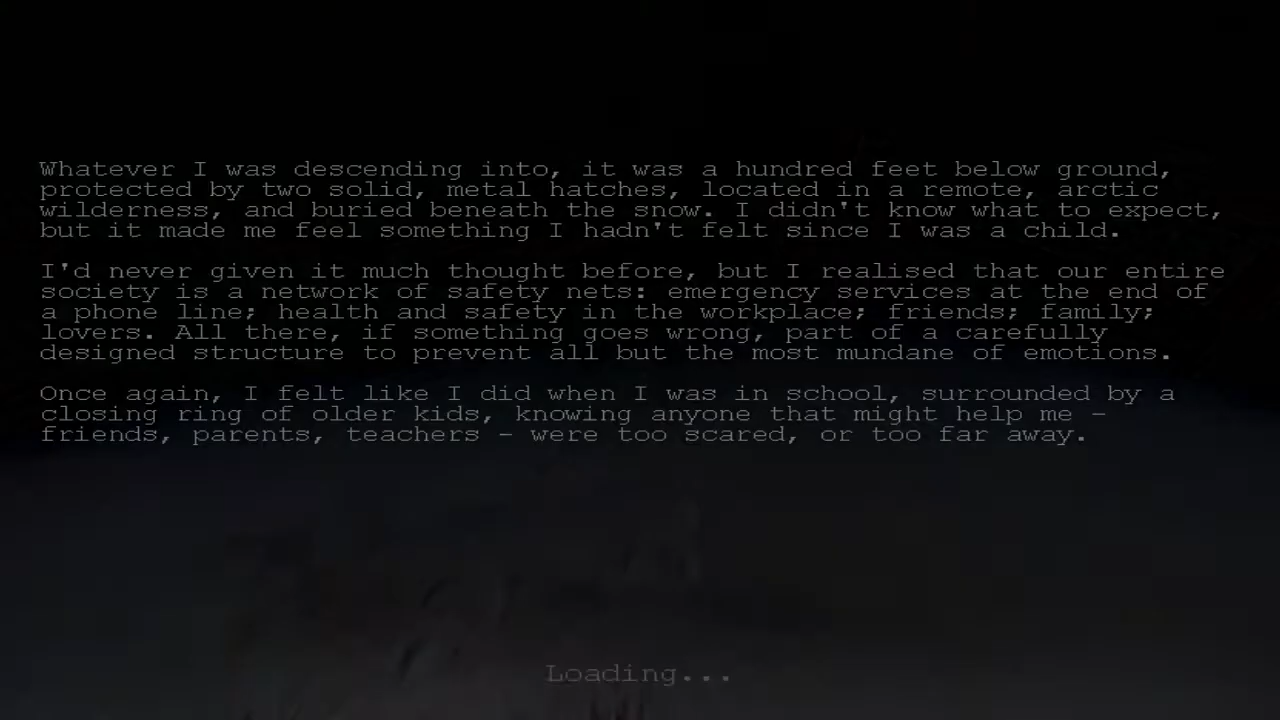 Whatever I was descending into, it was a hundred feet below ground,
protected by two solid, metal hatches, located in a remote, arctic
wilderness, and buried beneath the snow. I didn't know what to expect,
but it made me feel something I hadn't felt since I was a child.
I'd never given it much thought before, but I realised that our entire
society is a network of safety nets: emergency services at the end of
a phone line; health and safety in the workplace; friends; family;
lovers. All there, if something goes wrong, part of a carefully
designed structure to prevent all but the most mundane of emotions.
Once again, I felt like I did when I was in school, surrounded by a
closing ring of older kids, knowing anyone that might help me -
friends, parents, teachers - were too scared, or too far away.
Loading...